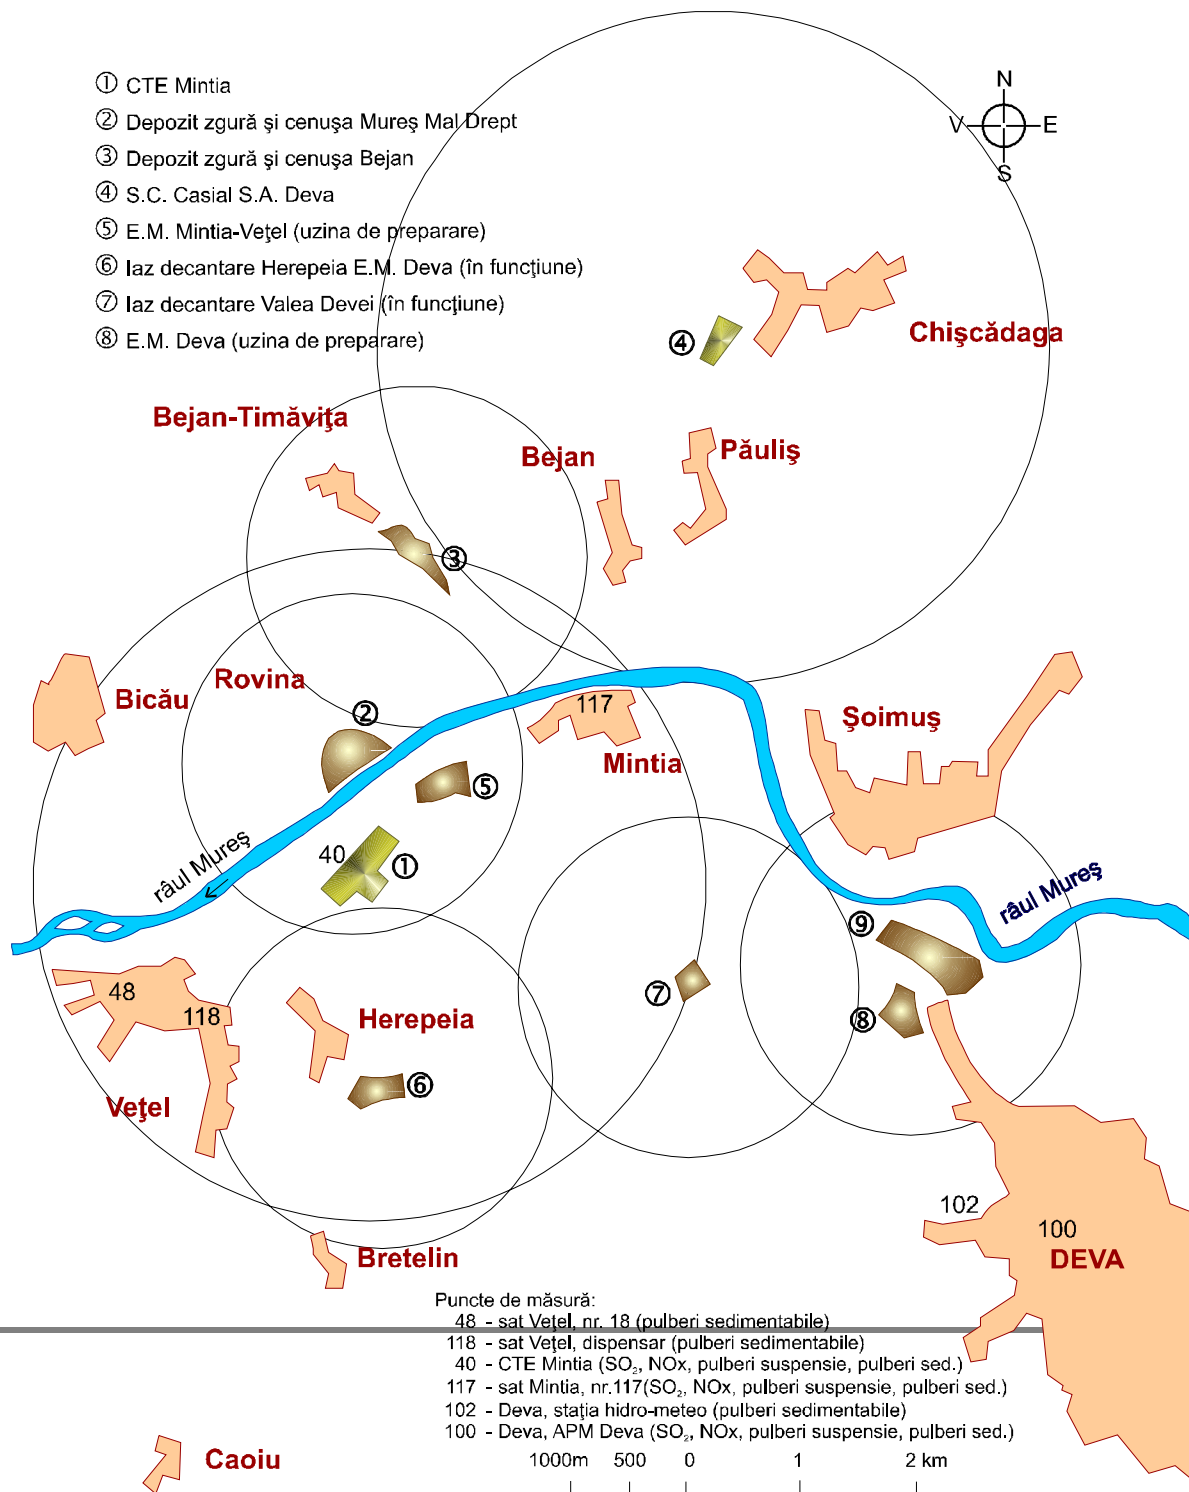 ① CTE Mintia
② Depozit zgură şi cenuşa Mureş Mal Drept
③ Depozit zgură şi cenuşa Bejan
④ S.C. Casial S.A. Deva
⑤ E.M. Mintia-Veţel (uzina de preparare)
⑥ Iaz decantare Herepeia E.M. Deva (în funcţiune)
⑦ Iaz decantare Valea Devei (în funcţiune)
⑧ E.M. Deva (uzina de preparare)
N
V E
S
④
Chişcădaga
Bejan-Timăviţa
Bejan
Păuliş
③
Rovina
Bicău
②
117
Mintia
Şoimuş
⑤
40
①
râul Mureş
râul Mureş
⑨
48
118
Herepeia
⑦
⑧
⑥
Veţel
102
100
DEVA
Bretelin
Puncte de măsură:
48 - sat Veţel, nr. 18 (pulberi sedimentabile)
118 - sat Veţel, dispensar (pulberi sedimentabile)
40 - CTE Mintia (SO₂, NOx, pulberi suspensie, pulberi sed.)
117 - sat Mintia, nr.117(SO₂, NOx, pulberi suspensie, pulberi sed.)
102 - Deva, staţia hidro-meteo (pulberi sedimentabile)
100 - Deva, APM Deva (SO₂, NOx, pulberi suspensie, pulberi sed.)
Caoiu
1000m 500 0 1 2 km